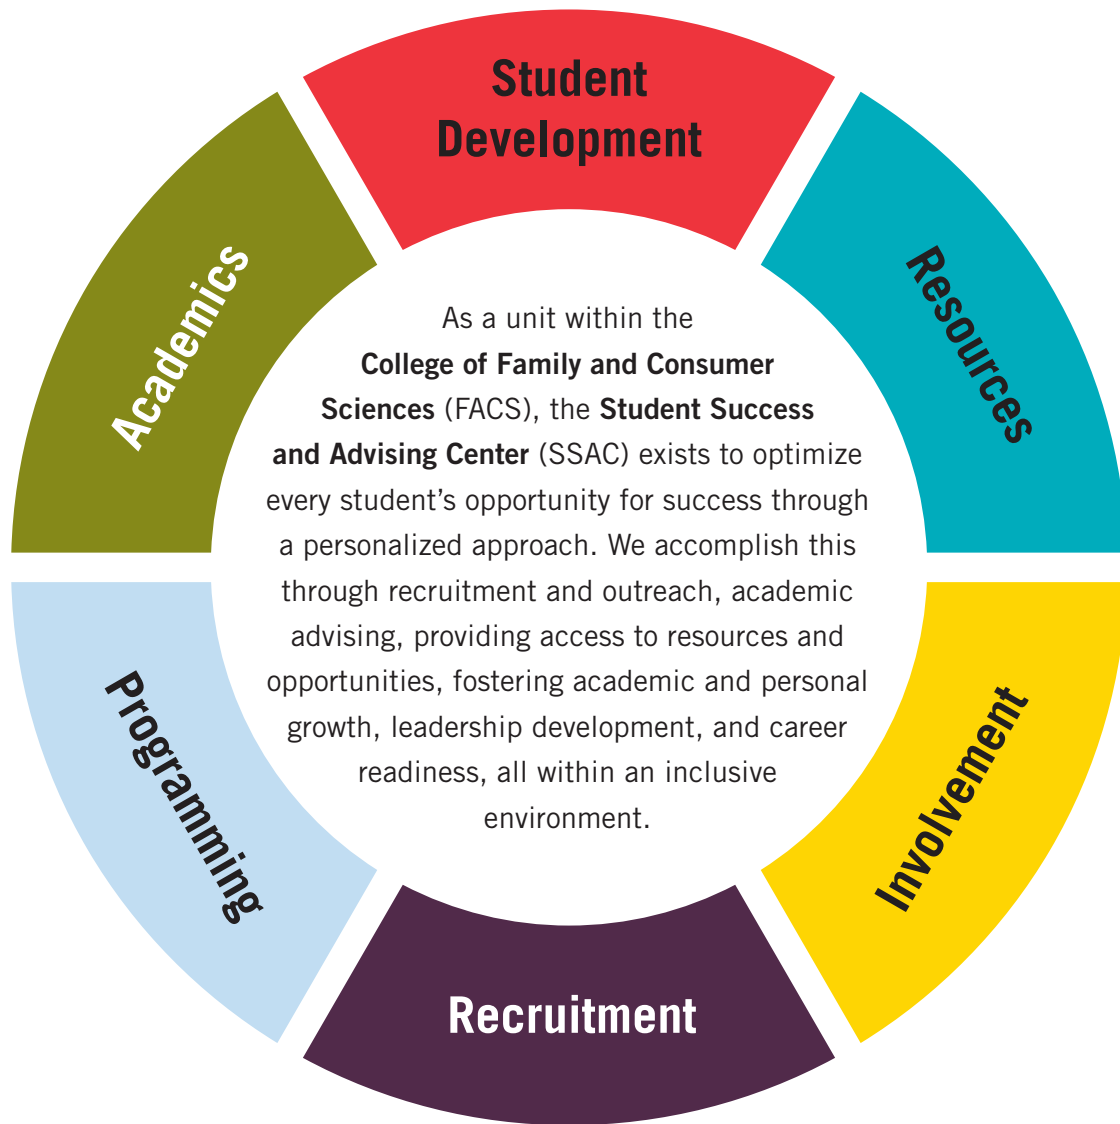 Student
Development
Resources
Involvement
Recruitment
Programming
Academics
As a unit within the
College of Family and Consumer
Sciences (FACS), the Student Success
and Advising Center (SSAC) exists to optimize
every student’s opportunity for success through
a personalized approach. We accomplish this
through recruitment and outreach, academic
advising, providing access to resources and
opportunities, fostering academic and personal
growth, leadership development, and career
readiness, all within an inclusive
environment.